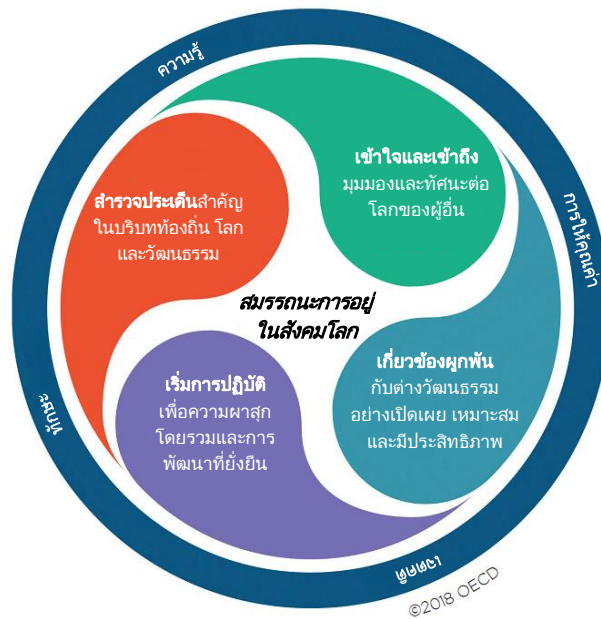 ความรู้
เข้าใจและเข้าถึง
มุมมองและทัศนะต่อ
โลกของผู้อื่น
สำรวจประเด็นสำคัญ
ในบริบทท้องถิ่น โลก
และวัฒนธรรม
การให้คุณค่า
สมรรถนะการอยู่
ในสังคมโลก
เกี่ยวข้องผูกพัน
กับต่างวัฒนธรรม
อย่างเปิดเผย เหมาะสม
และมีประสิทธิภาพ
เริ่มการปฏิบัติ
เพื่อความผาสุก
โดยรวมและการ
พัฒนาที่ยั่งยืน
ทักษะ
เจตคติ
©2018 OECD